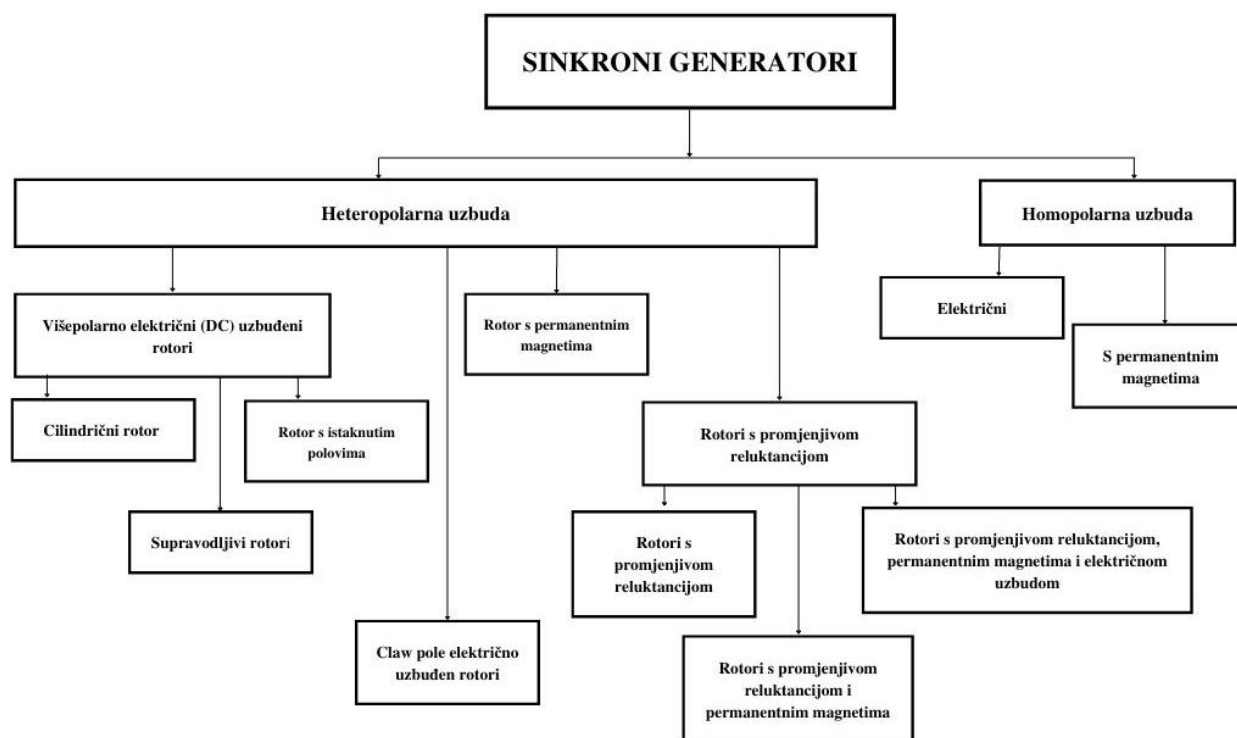 SINKRONI GENERATORI
Heteropolarna uzbuda
Homopolarna uzbuda
Višepolarno električni (DC) uzbuđeni
rotori
Rotor s permanentnim
magnetima
Električni
S permanentnim
magnetima
Cilindrični rotor
Rotor s istaknutim
polovima
Rotori s promjenjivom
reluktancijom
Supravodljivi rotori
Rotori s
promjenjivom
reluktancijom
Rotori s promjenjivom reluktancijom,
permanentnim magnetima i električnom
uzbudom
Claw pole električno
uzbuđen rotori
Rotori s promjenjivom
reluktancijom i
permanentnim magnetima